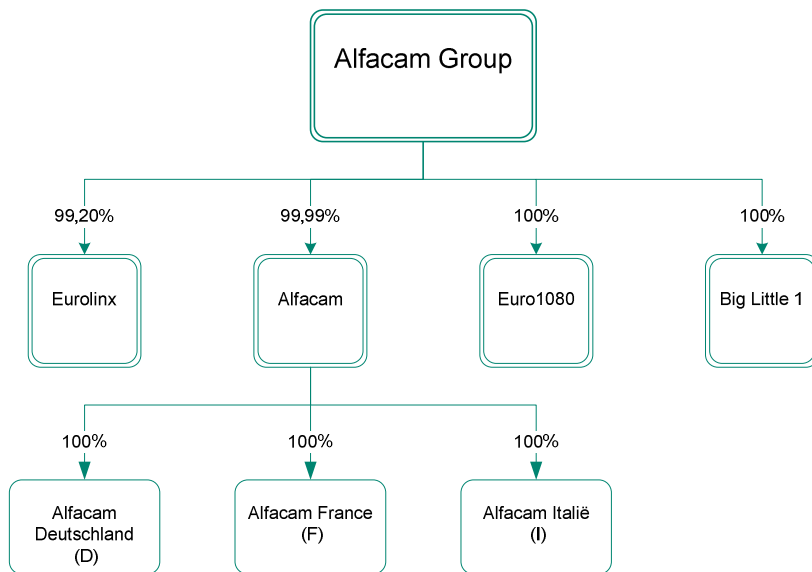 Alfacam Group
99,20%
99,99%
100%
100%
Eurolinx
Alfacam
Euro1080
Big Little 1
100%
100%
100%
Alfacam
Deutschland
(D)
Alfacam France
(F)
Alfacam Italië
(I)